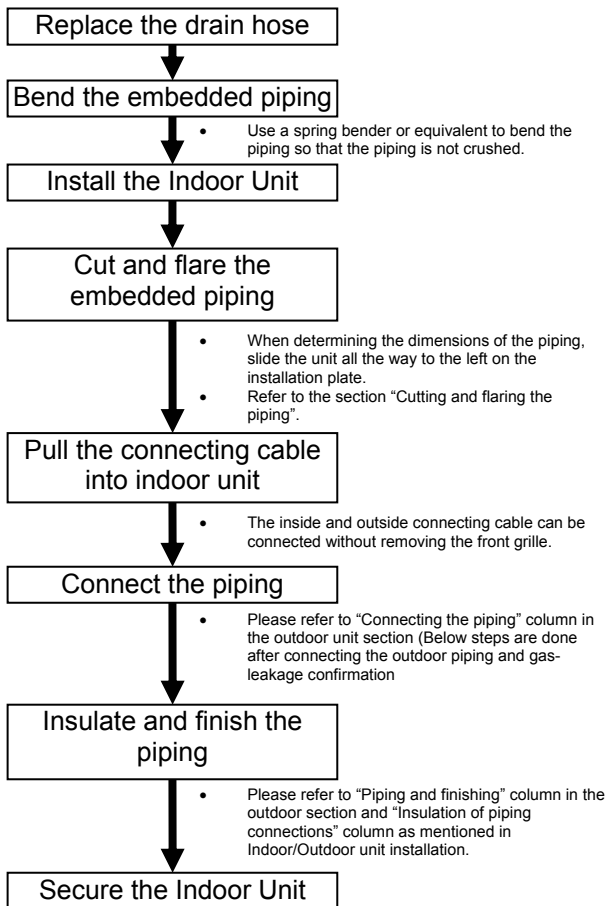 Replace the drain hose
Bend the embedded piping
• Use a spring bender or equivalent to bend the
piping so that the piping is not crushed.
Install the Indoor Unit
Cut and flare the
embedded piping
• When determining the dimensions of the piping,
slide the unit all the way to the left on the
installation plate.
• Refer to the section “Cutting and flaring the
piping”.
Pull the connecting cable
into indoor unit
• The inside and outside connecting cable can be
connected without removing the front grille.
Connect the piping
• Please refer to “Connecting the piping” column in
the outdoor unit section (Below steps are done
after connecting the outdoor piping and gas-
leakage confirmation
Insulate and finish the
piping
• Please refer to “Piping and finishing” column in the
outdoor section and “Insulation of piping
connections” column as mentioned in
Indoor/Outdoor unit installation.
Secure the Indoor Unit